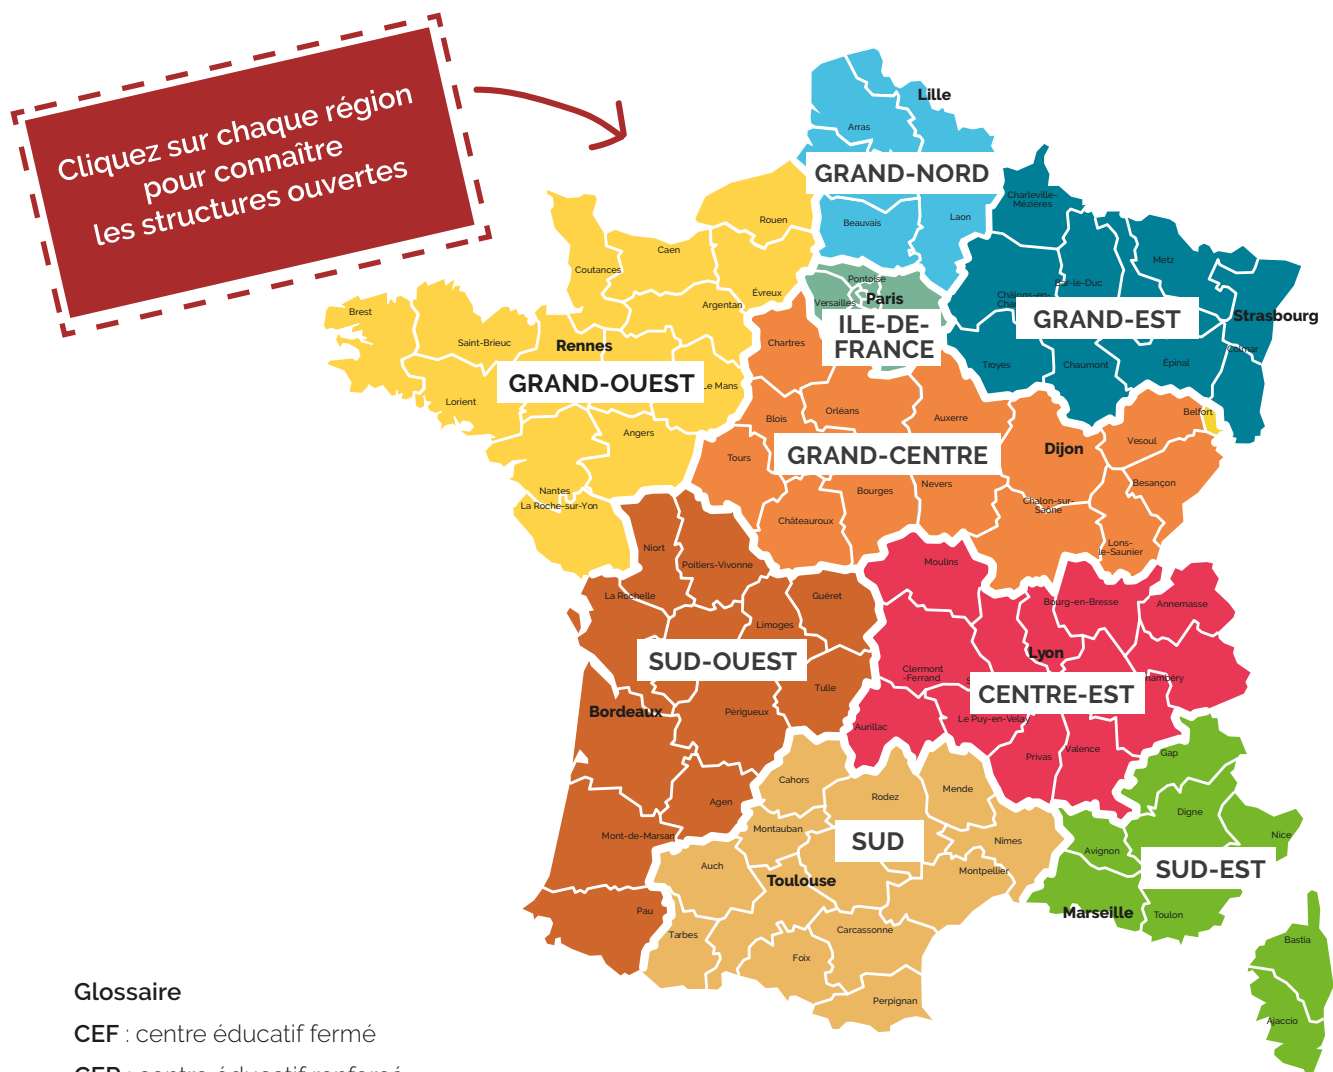 Cliquez sur chaque région
pour connaître
les structures ouvertes
Lille
Arras
GRAND-NORD
Beauvais
Laon
Charleville-
Mézières
Rouen
Caen
Coutances
Évreux
Argentan
Pontoise
Versailles
Paris
ILE-DE-
FRANCE
Metz
Bar-le-Duc
Châlons-en-
GRAND-EST
Strasbourg
Colmar
Troyes
Chaumont
Épinal
Brest
Saint-Brieuc
Rennes
GRAND-OUEST
Le Mans
Lorient
Angers
Nantes
La Roche-sur-Yon
Chartres
Blois
Orléans
Auxerre
Belfort
Tours
GRAND-CENTRE
Dijon
Vesoul
Besançon
Bourges
Nevers
Chalon-sur-
Saône
Châteauroux
Lons-
le-Saunier
Niort
Poitiers-Vivonne
La Rochelle
Guéret
Limoges
SUD-OUEST
Tulle
Bordeaux
Périgueux
Agen
Mont-de-Marsan
Pau
Moulins
Bourg-en-Bresse
Annemasse
Lyon
Clermont
-Ferrand
CENTRE-EST
Aurillac
Le Puy-en-Velay
Privas
Valence
Gap
Cahors
Rodez
Mende
Montauban
SUD
Nîmes
Auch
Toulouse
Montpellier
Tarbes
Carcassonne
Foix
Perpignan
Digne
Nice
Avignon
SUD-EST
Marseille
Toulon
Bastia
Ajaccio
Glossaire
CEF : centre éducatif fermé
CER : centre éducatif renforcé